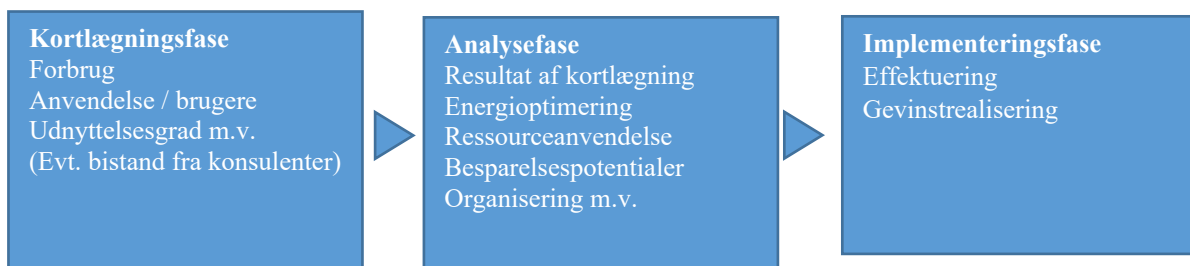 Kortlægningsfase
Forbrug
Anvendelse / brugere
Udnyttelsesgrad m.v.
(Evt. bistand fra konsulenter)
Analysefase
Resultat af kortlægning
Energioptimering
Ressourceanvendelse
Besparelsespotentialer
Organisering m.v.
Implementeringsfase
Effektuering
Gevinstrealisering